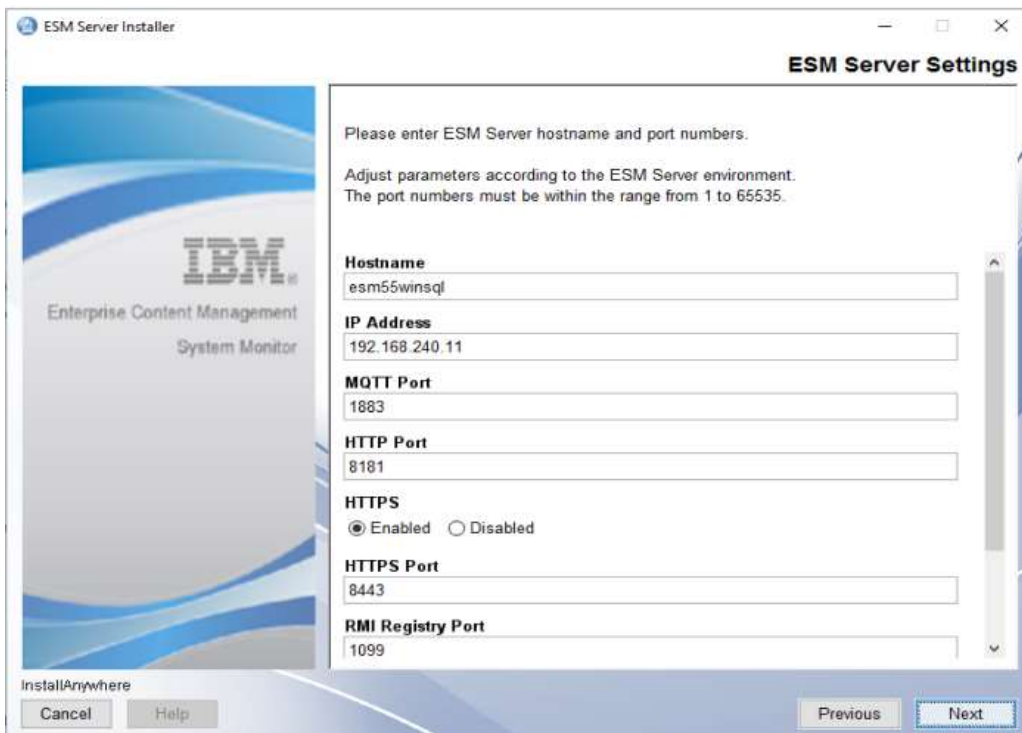 ESM Server Installer
ESM Server Settings
Please enter ESM Server hostname and port numbers.
Adjust parameters according to the ESM Server environment.
The port numbers must be within the range from 1 to 65535.
IBM®
Enterprise Content Management
System Monitor
Hostname
esm55winsql
IP Address
192.168.240.11
MQTT Port
1883
HTTP Port
8181
HTTPS
Enabled Disabled
HTTPS Port
8443
RMI Registry Port
1099
InstallAnywhere
Cancel Help Previous Next